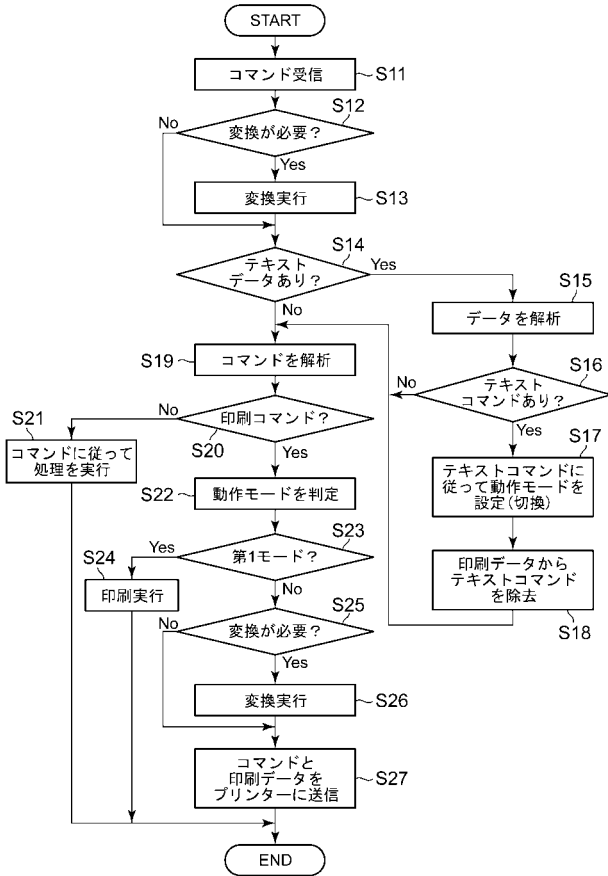 START
コマンド受信
S11
S12
変換が必要？
No
Yes
変換実行
S13
S14
テキスト
データあり？
Yes
No
S15
データを解析
S16
テキスト
コマンドあり？
No
Yes
S17
テキストコマンドに
従って動作モードを
設定(切換)
印刷データから
テキストコマンド
を除去
S18
S19
コマンドを解析
印刷コマンド？
No
S20
Yes
S21
コマンドに従って
処理を実行
S22
動作モードを判定
S23
第1モード？
Yes
No
S24
印刷実行
S25
変換が必要？
No
Yes
変換実行
S26
コマンドと
印刷データを
プリンターに送信
S27
END